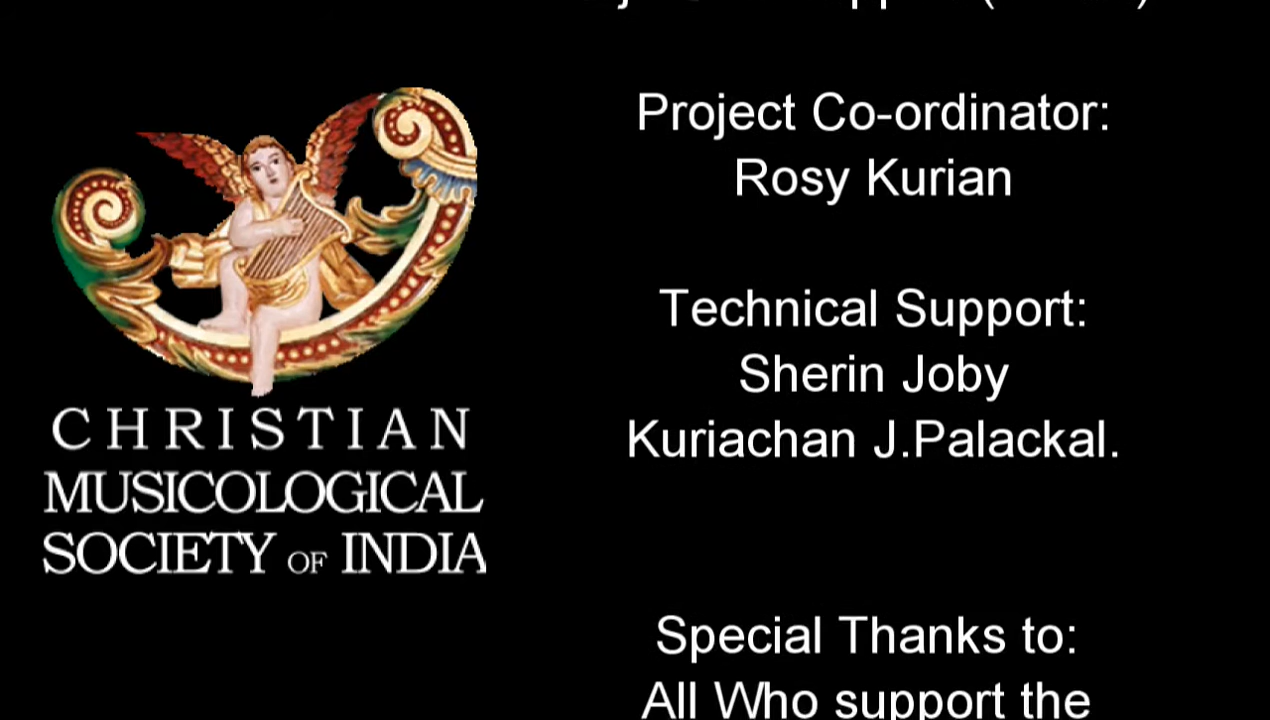 Project Co-ordinator:
Rosy Kurian
Technical Support:
Sherin Joby
Kuriachan J.Palackal.
Special Thanks to:
All Who support the
CHRISTIAN
MUSICOLOGICAL
SOCIETY OF INDIA